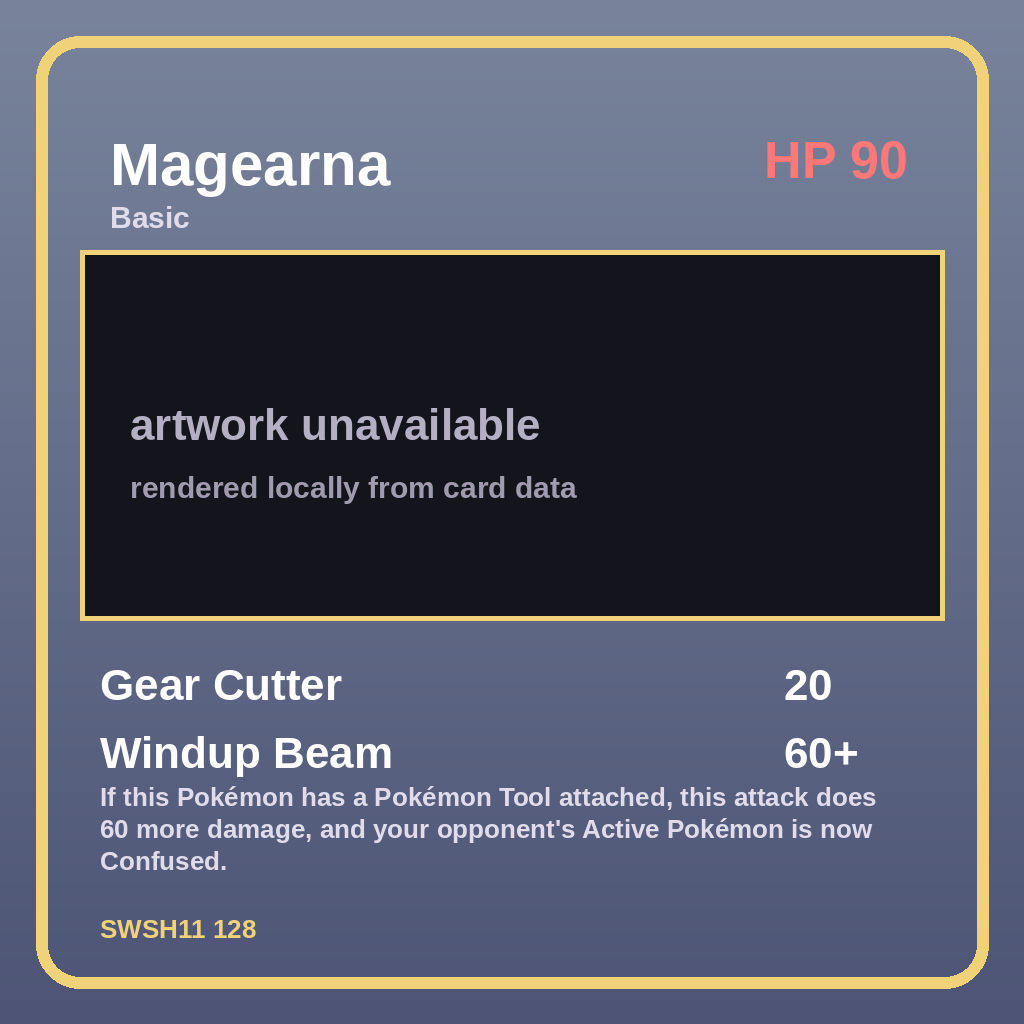 Magearna
HP 90
Basic
artwork unavailable
rendered locally from card data
Gear Cutter 20
Windup Beam 60+
If this Pokémon has a Pokémon Tool attached, this attack does
60 more damage, and your opponent's Active Pokémon is now
Confused.
SWSH11 128